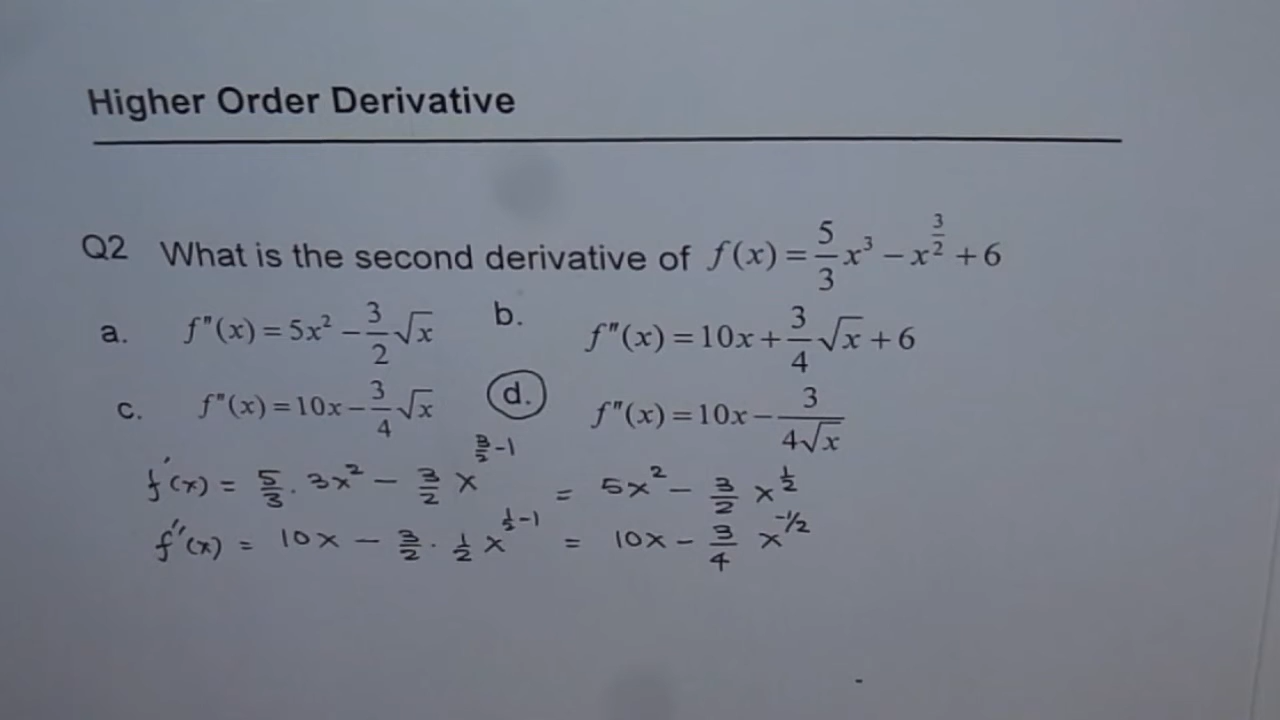 Higher Order Derivative
Q2 What is the second derivative of f(x) = 5/3 x³ − x^(3/2) + 6
a. f″(x) = 5x² − 3/2 √x b. f″(x) = 10x + 3/4 √x + 6
c. f″(x) = 10x − 3/4 √x d. f″(x) = 10x − 3/(4√x)
f′(x) = 5/3 · 3x² − 3/2 x^(3/2 − 1) = 5x² − 3/2 x^(1/2)
f″(x) = 10x − 3/2 · 1/2 x^(1/2 − 1) = 10x − 3/4 x^(−1/2)